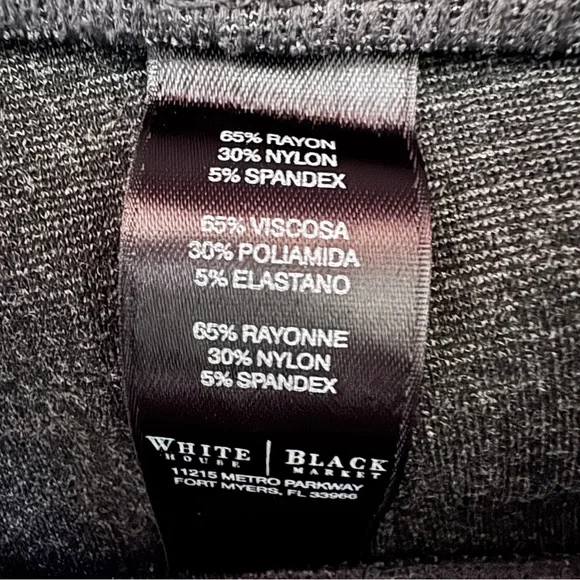 65% RAYON
30% NYLON
5% SPANDEX
65% VISCOSA
30% POLIAMIDA
5% ELASTANO
65% RAYONNE
30% NYLON
5% SPANDEX
WHITE | BLACK
HOUSE MARKET
11215 METRO PARKWAY
FORT MYERS, FL 33966